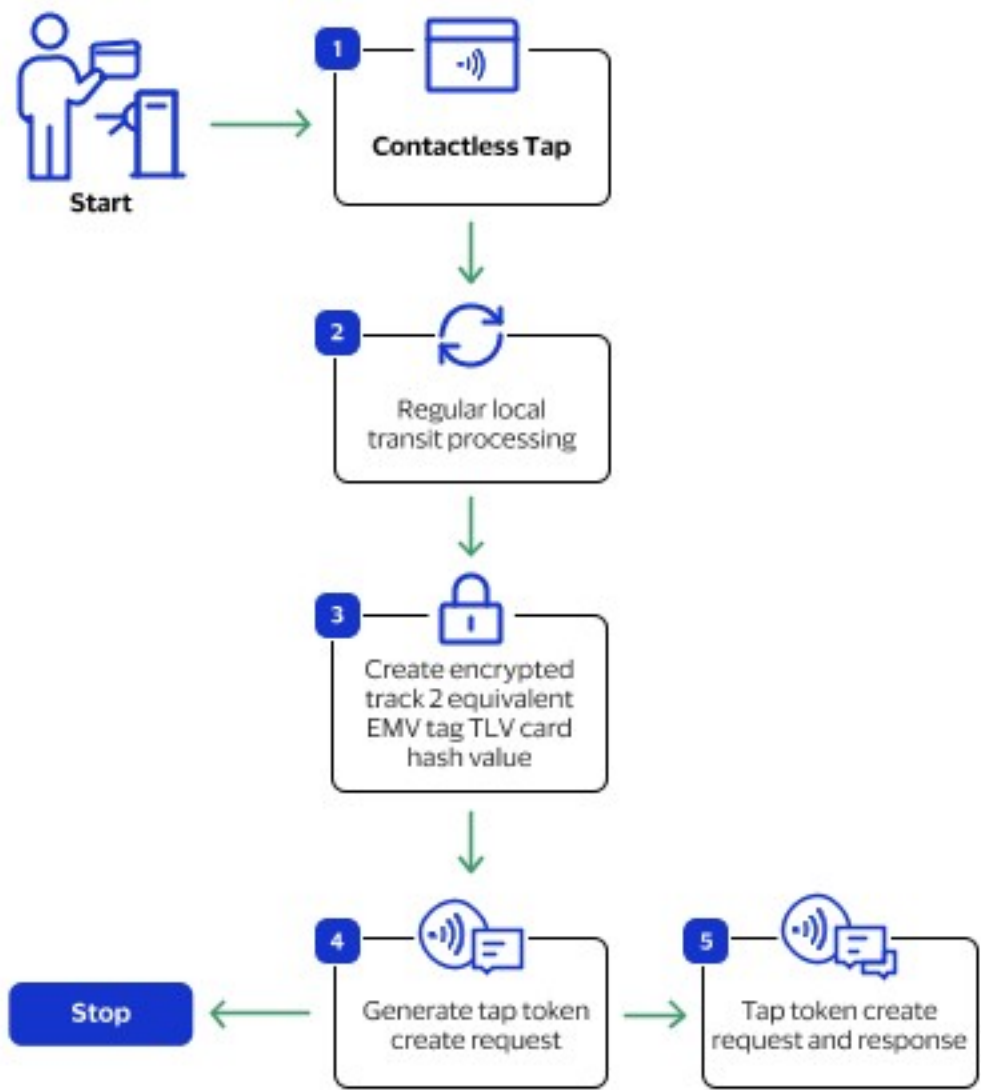 1
Contactless Tap
Start
2
Regular local
transit processing
3
Create encrypted
track 2 equivalent
EMV tag TLV card
hash value
4
5
Stop
Generate tap token
create request
Tap token create
request and response